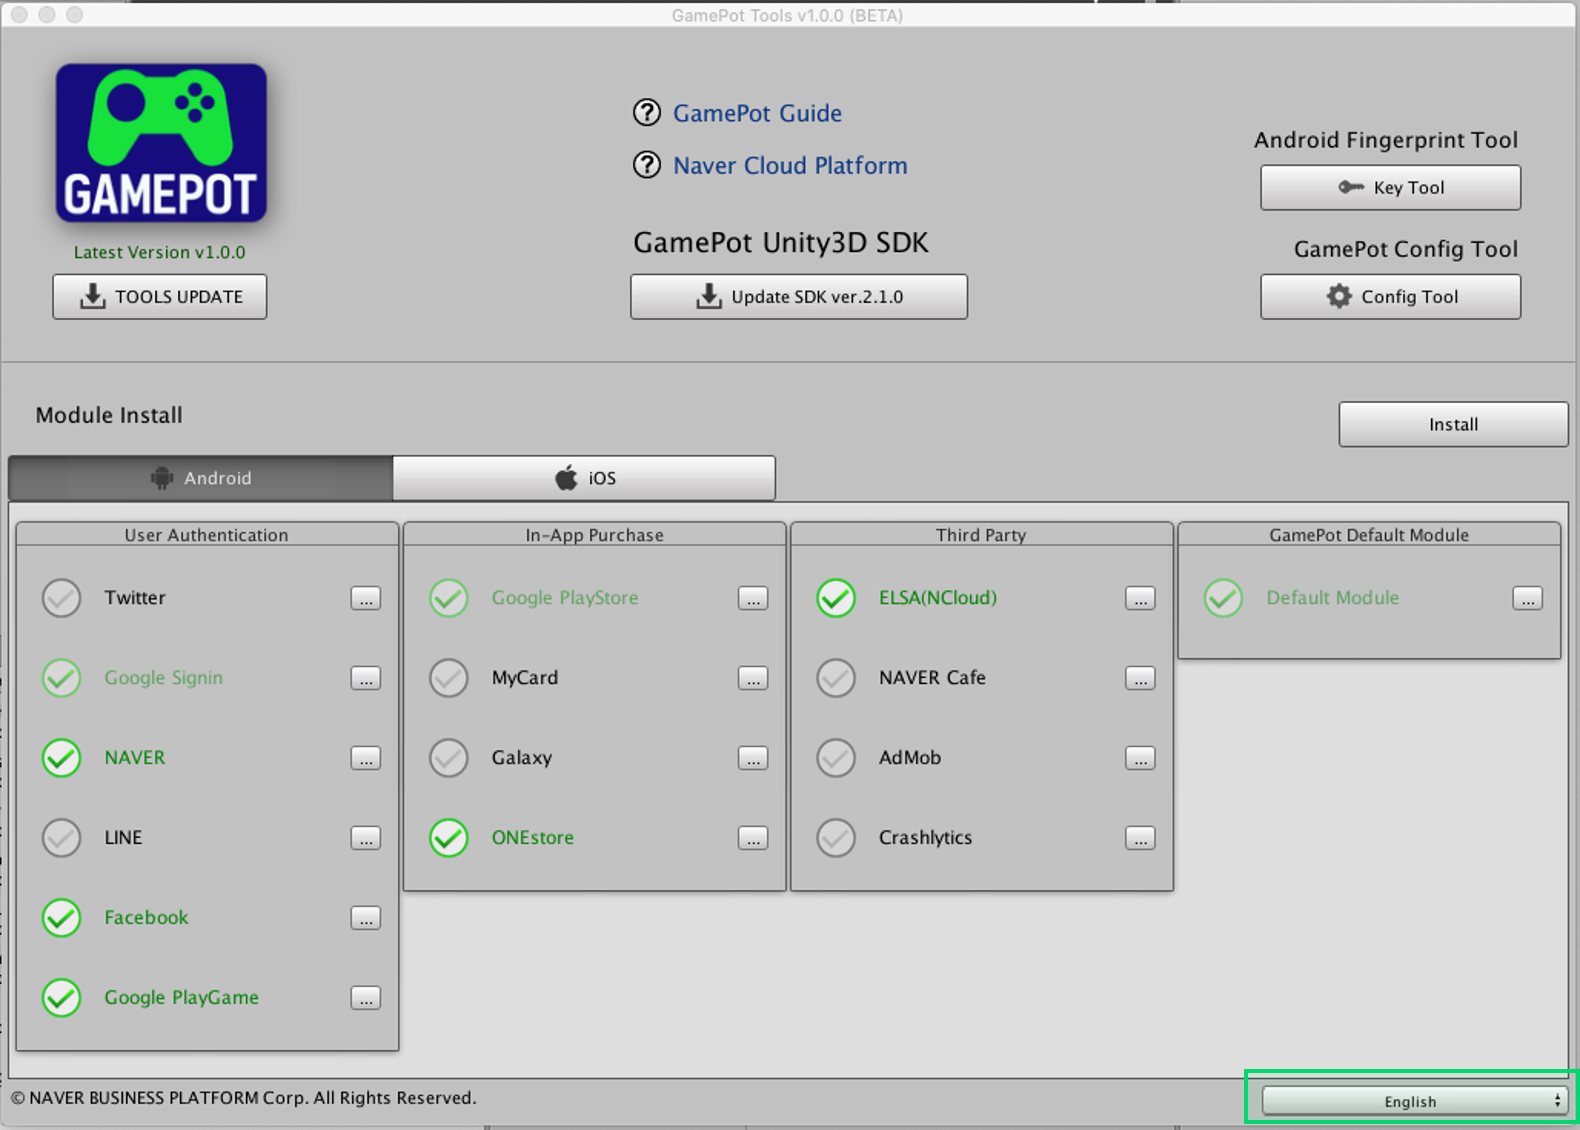 GamePot Tools v1.0.0 (BETA)
GAMEPOT
Latest Version v1.0.0
TOOLS UPDATE
GamePot Guide
Naver Cloud Platform
GamePot Unity3D SDK
Update SDK ver.2.1.0
Android Fingerprint Tool
Key Tool
GamePot Config Tool
Config Tool
Module Install
Install
Android
iOS
User Authentication
Twitter
...
Google Signin
...
NAVER
...
LINE
...
Facebook
...
Google PlayGame
...
In-App Purchase
Google PlayStore
...
MyCard
...
Galaxy
...
ONEstore
...
Third Party
ELSA(NCloud)
...
NAVER Cafe
...
AdMob
...
Crashlytics
...
GamePot Default Module
Default Module
...
© NAVER BUSINESS PLATFORM Corp. All Rights Reserved.
English